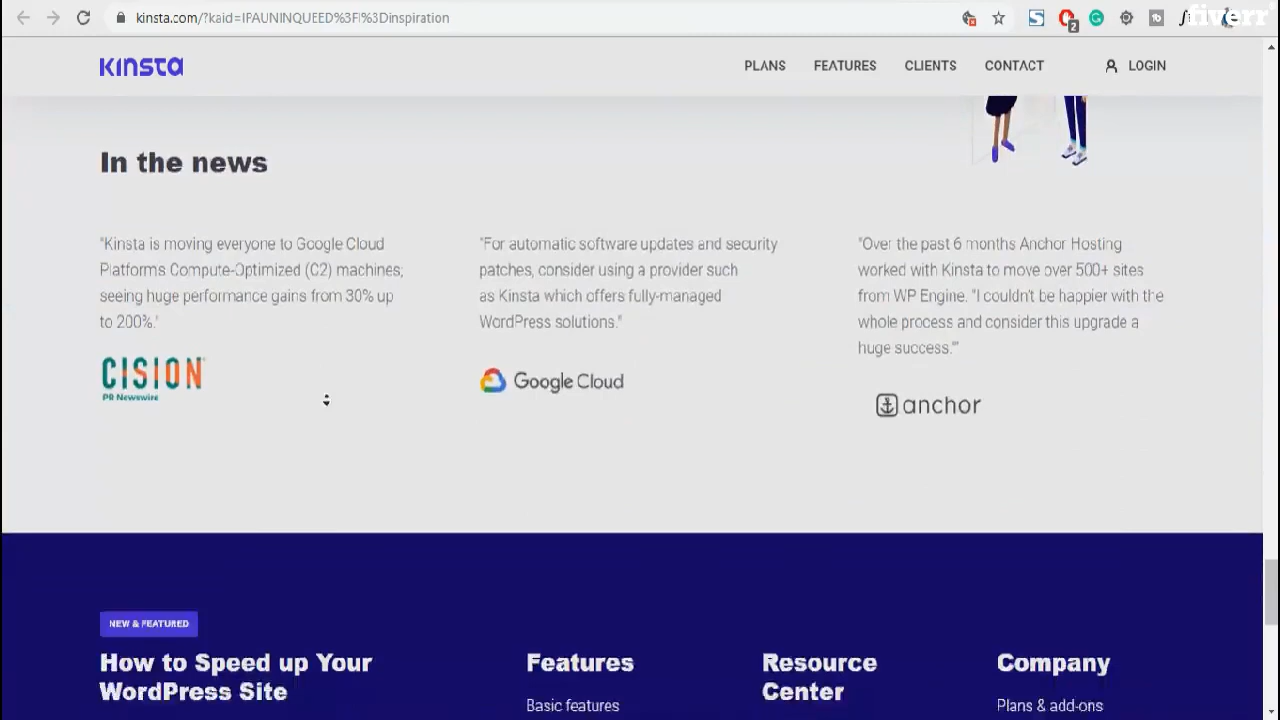 kinsta.com/?kaid=IPAUNINQUEED%3Fl%3Dinspiration
2
fiverr
KINSTA
PLANS
FEATURES
CLIENTS
CONTACT
LOGIN
In the news
"Kinsta is moving everyone to Google Cloud
Platforms Compute-Optimized (C2) machines,
seeing huge performance gains from 30% up
to 200%."
CISION
PR Newswire
"For automatic software updates and security
patches, consider using a provider such
as Kinsta which offers fully-managed
WordPress solutions."
Google Cloud
"Over the past 6 months Anchor Hosting
worked with Kinsta to move over 500+ sites
from WP Engine. "I couldn't be happier with the
whole process and consider this upgrade a
huge success.""
anchor
NEW & FEATURED
How to Speed up Your
WordPress Site
Features
Basic features
Resource
Center
Company
Plans & add-ons